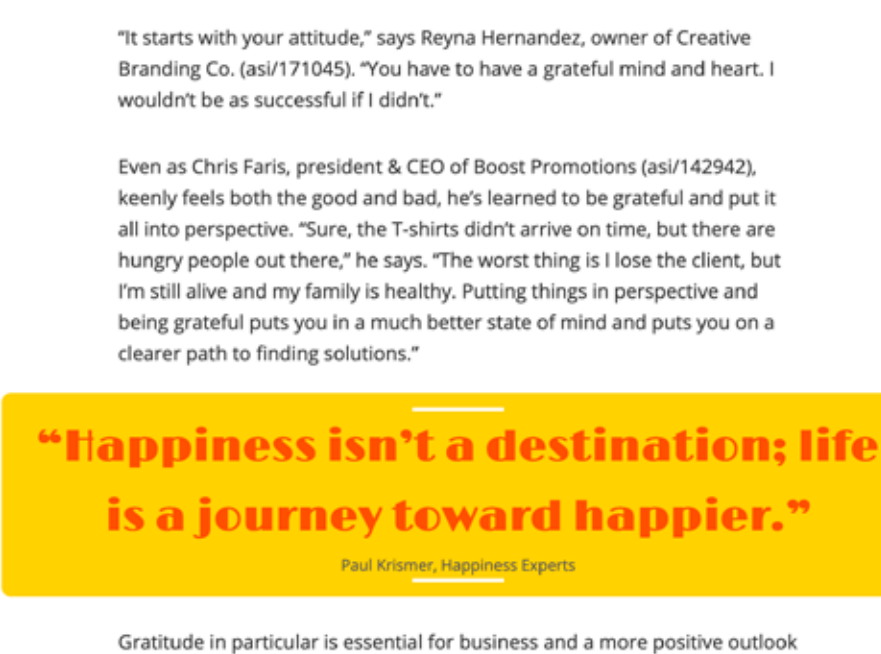 “It starts with your attitude,” says Reyna Hernandez, owner of Creative
Branding Co. (asi/171045). “You have to have a grateful mind and heart. I
wouldn’t be as successful if I didn’t.”
Even as Chris Faris, president & CEO of Boost Promotions (asi/142942),
keenly feels both the good and bad, he’s learned to be grateful and put it
all into perspective. “Sure, the T-shirts didn’t arrive on time, but there are
hungry people out there,” he says. “The worst thing is I lose the client, but
I’m still alive and my family is healthy. Putting things in perspective and
being grateful puts you in a much better state of mind and puts you on a
clearer path to finding solutions.”
“Happiness isn’t a destination; life
is a journey toward happier.”
Paul Krismer, Happiness Experts
Gratitude in particular is essential for business and a more positive outlook